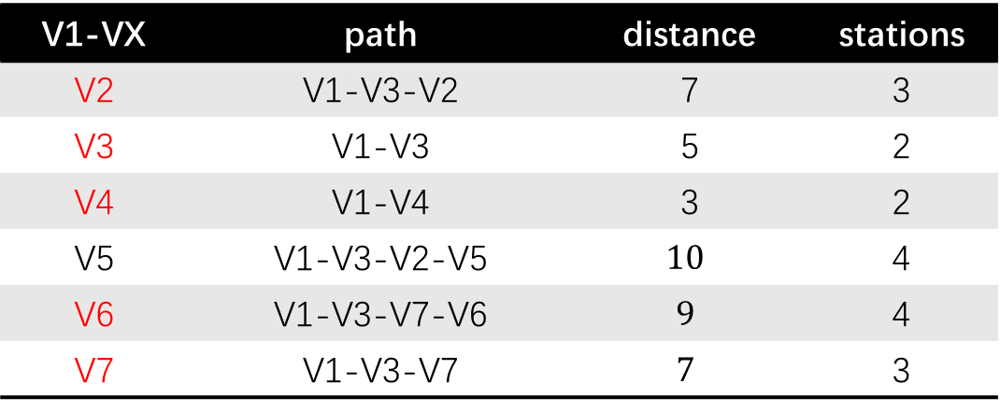 V1-VX path distance stations
V2 V1-V3-V2 7 3
V3 V1-V3 5 2
V4 V1-V4 3 2
V5 V1-V3-V2-V5 10 4
V6 V1-V3-V7-V6 9 4
V7 V1-V3-V7 7 3